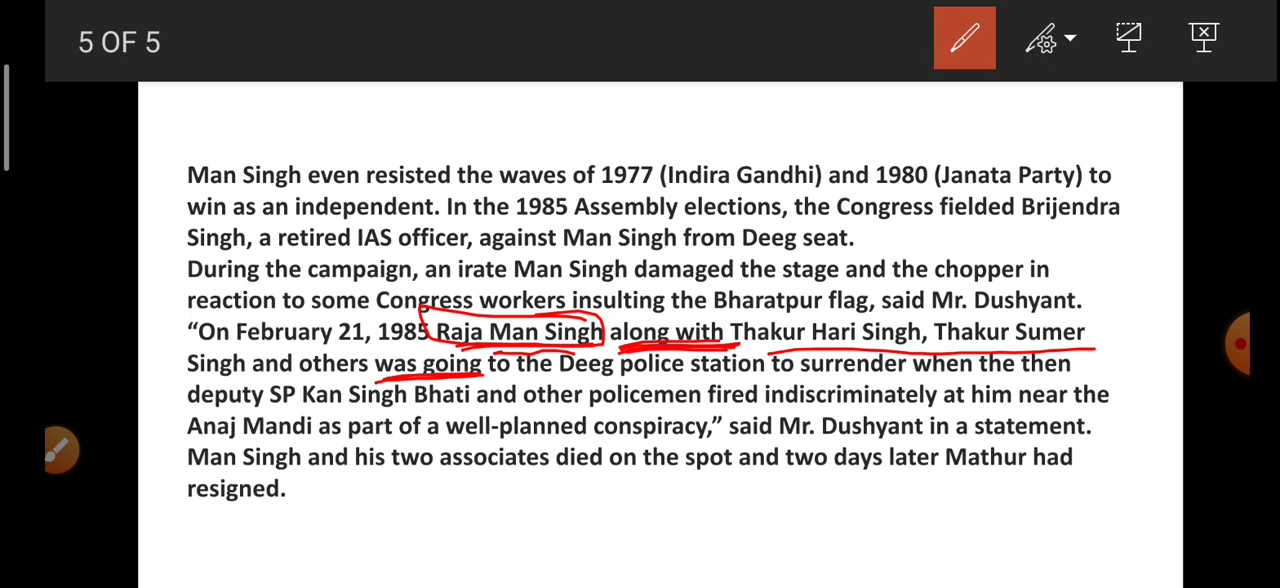 5 OF 5
Man Singh even resisted the waves of 1977 (Indira Gandhi) and 1980 (Janata Party) to
win as an independent. In the 1985 Assembly elections, the Congress fielded Brijendra
Singh, a retired IAS officer, against Man Singh from Deeg seat.
During the campaign, an irate Man Singh damaged the stage and the chopper in
reaction to some Congress workers insulting the Bharatpur flag, said Mr. Dushyant.
“On February 21, 1985 Raja Man Singh along with Thakur Hari Singh, Thakur Sumer
Singh and others was going to the Deeg police station to surrender when the then
deputy SP Kan Singh Bhati and other policemen fired indiscriminately at him near the
Anaj Mandi as part of a well-planned conspiracy,” said Mr. Dushyant in a statement.
Man Singh and his two associates died on the spot and two days later Mathur had
resigned.